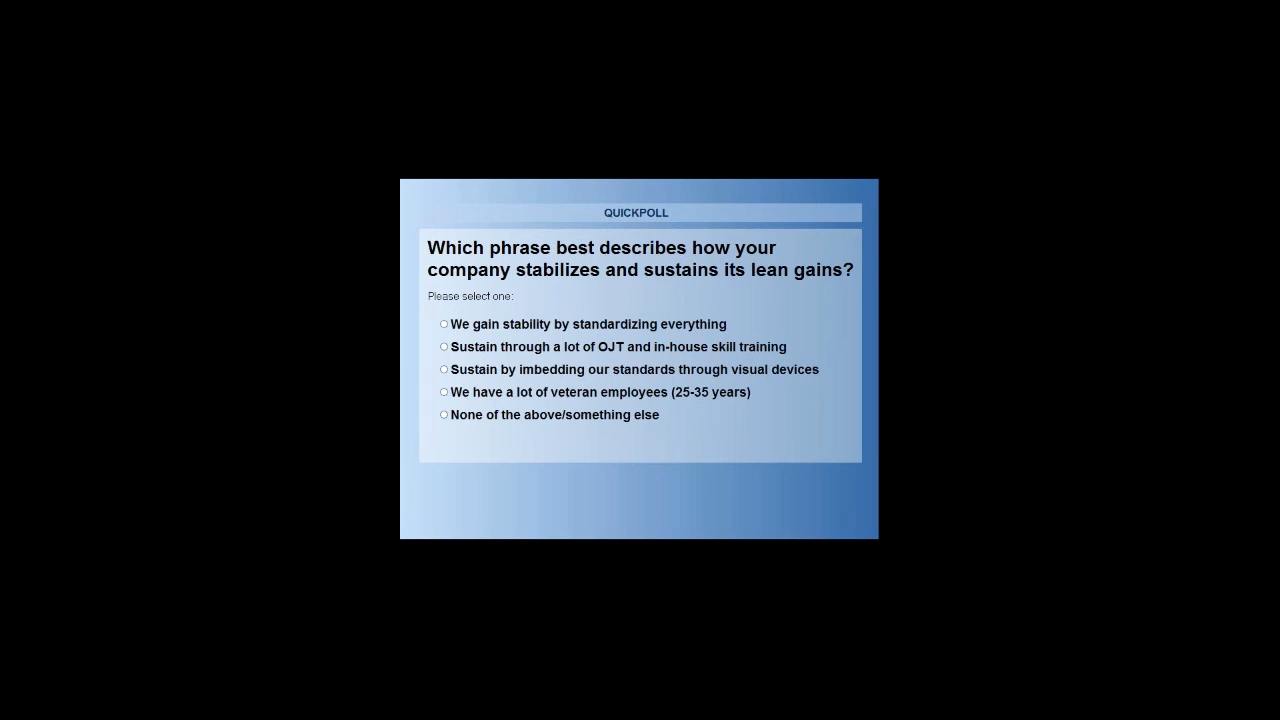 QUICKPOLL
Which phrase best describes how your
company stabilizes and sustains its lean gains?
Please select one:
We gain stability by standardizing everything
Sustain through a lot of OJT and in-house skill training
Sustain by imbedding our standards through visual devices
We have a lot of veteran employees (25-35 years)
None of the above/something else